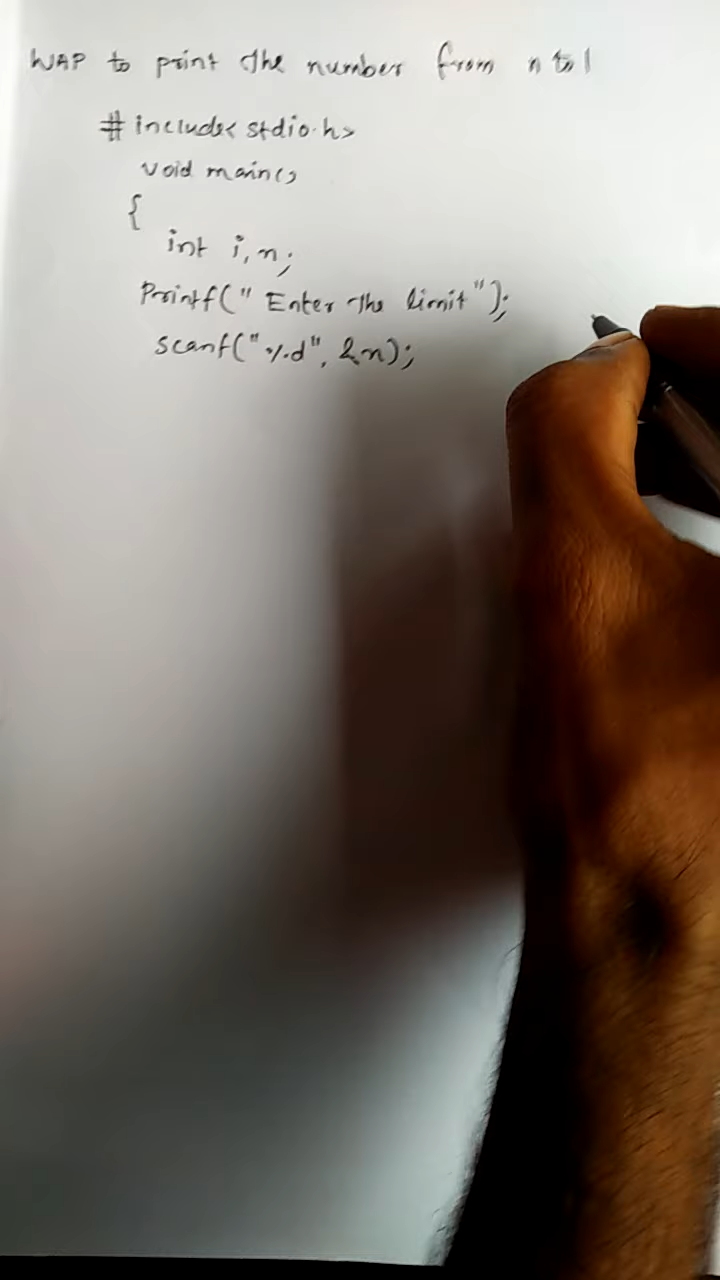 WAP to print the number from n to 1
#include<stdio.h>
void main()
{
int i,n;
Printf("Enter the limit");
scanf("%d",&n);